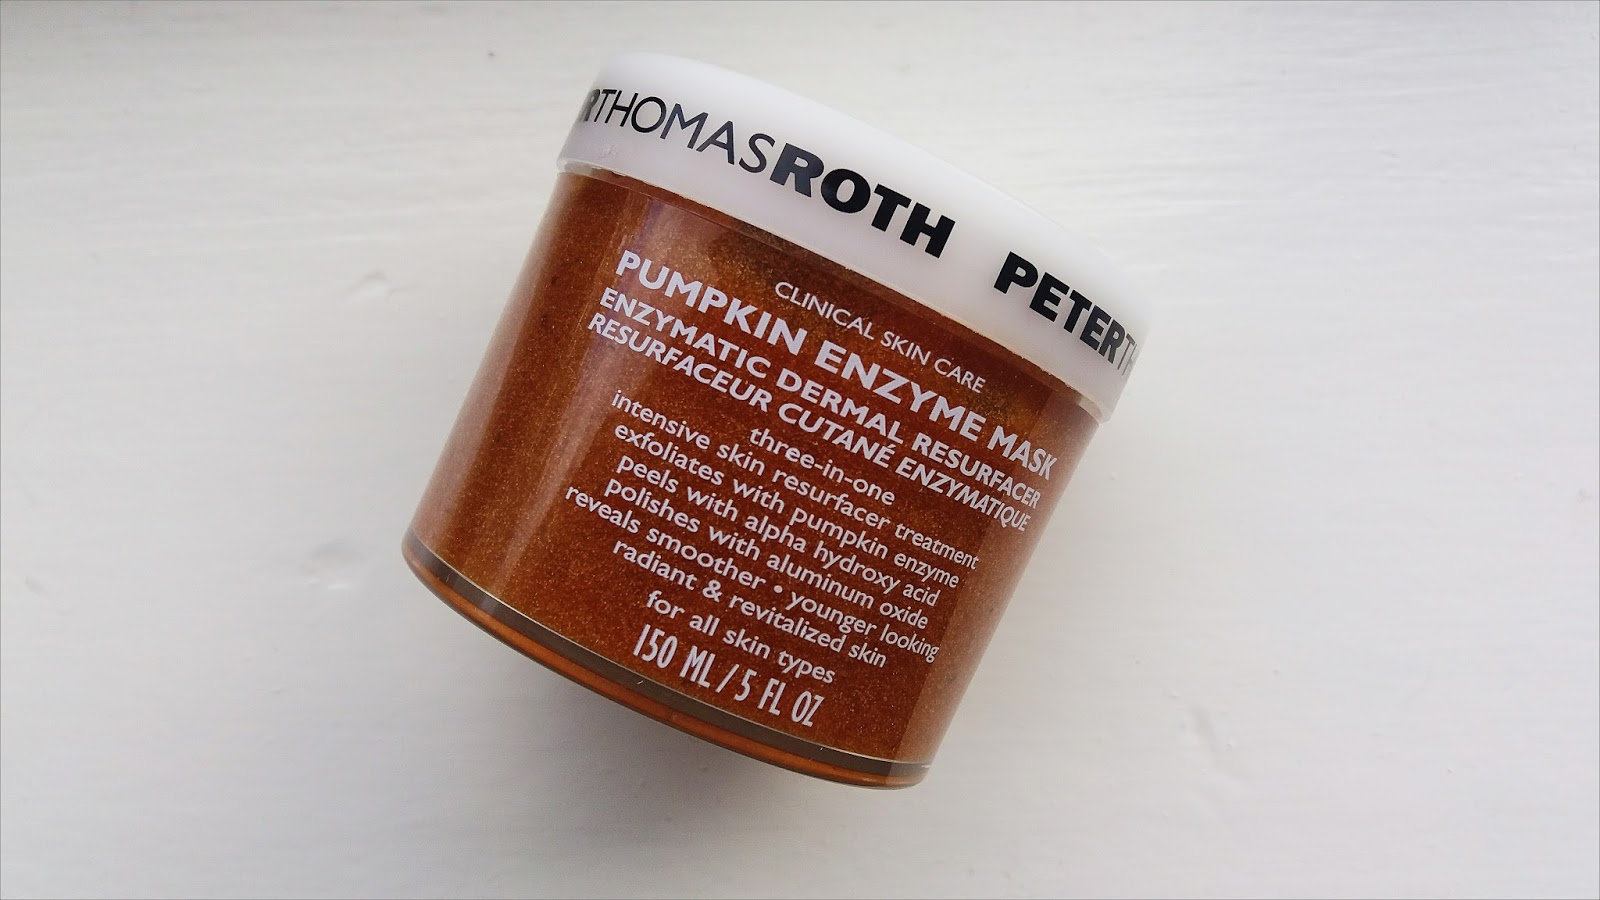 RTHOMASROTH PETERTH
CLINICAL SKIN CARE
PUMPKIN ENZYME MASK
ENZYMATIC DERMAL RESURFACER
RESURFACEUR CUTANÉ ENZYMATIQUE
three-in-one
intensive skin resurfacer treatment
exfoliates with pumpkin enzyme
peels with alpha hydroxy acid
polishes with aluminum oxide
reveals smoother • younger looking
radiant & revitalized skin
for all skin types
150 ML / 5 FL OZ